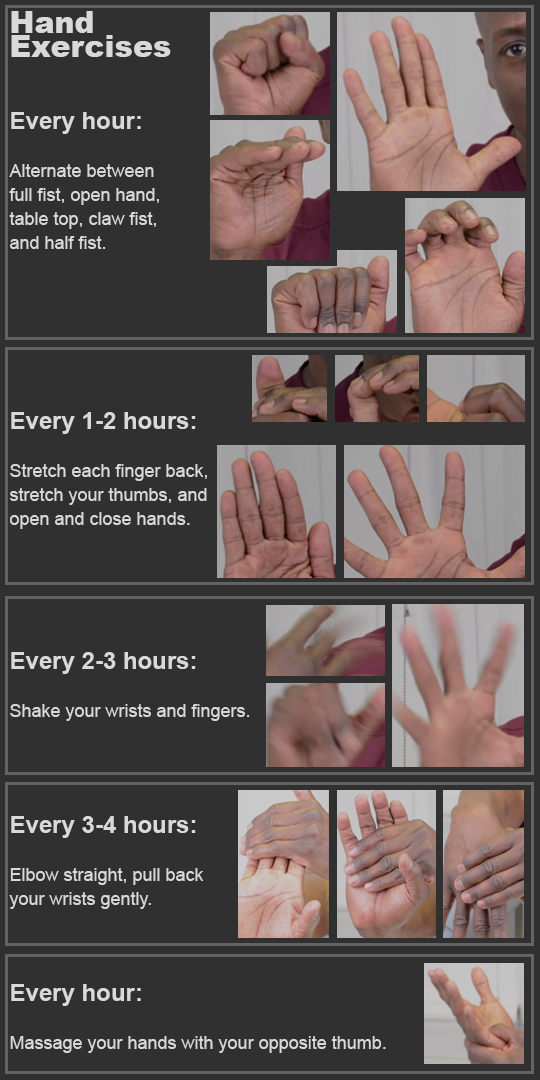 Hand
Exercises
Every hour:
Alternate between
full fist, open hand,
table top, claw fist,
and half fist.
Every 1-2 hours:
Stretch each finger back,
stretch your thumbs, and
open and close hands.
Every 2-3 hours:
Shake your wrists and fingers.
Every 3-4 hours:
Elbow straight, pull back
your wrists gently.
Every hour:
Massage your hands with your opposite thumb.